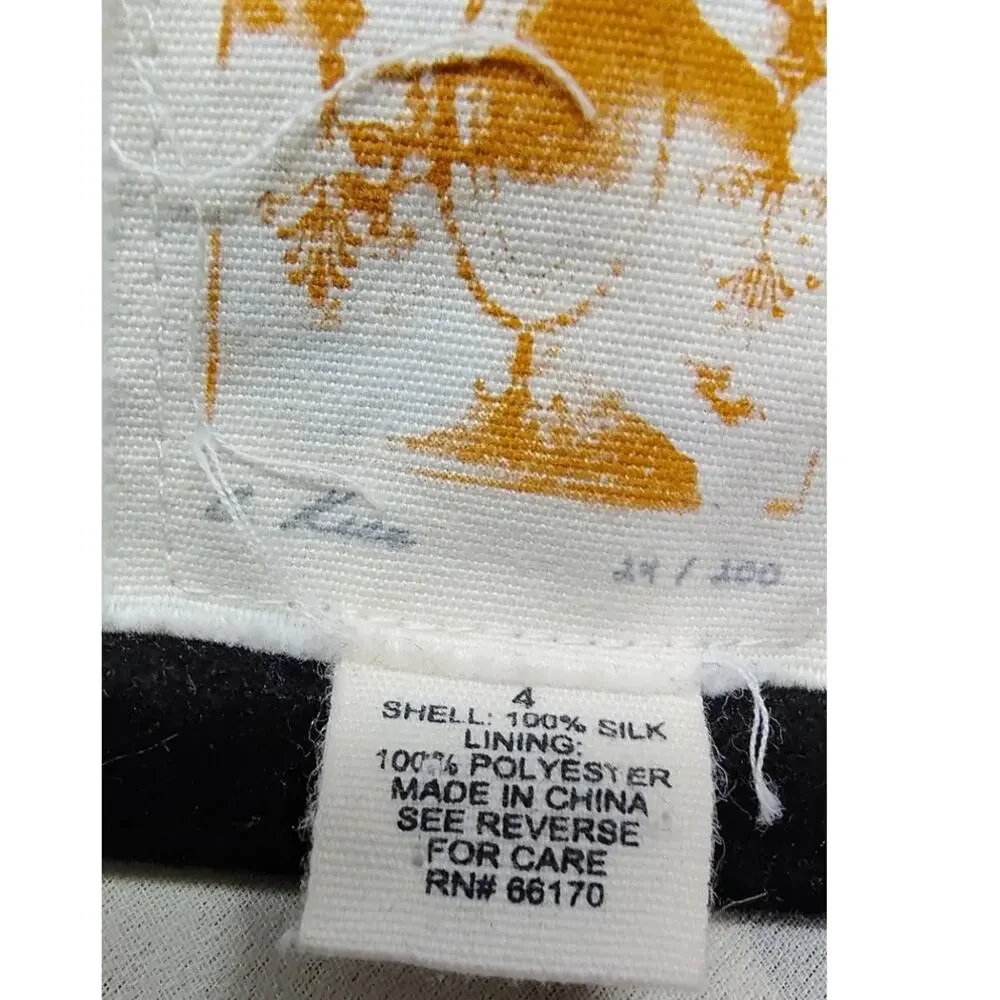 24 / 200
4
SHELL: 100% SILK
LINING:
100% POLYESTER
MADE IN CHINA
SEE REVERSE
FOR CARE
RN# 66170